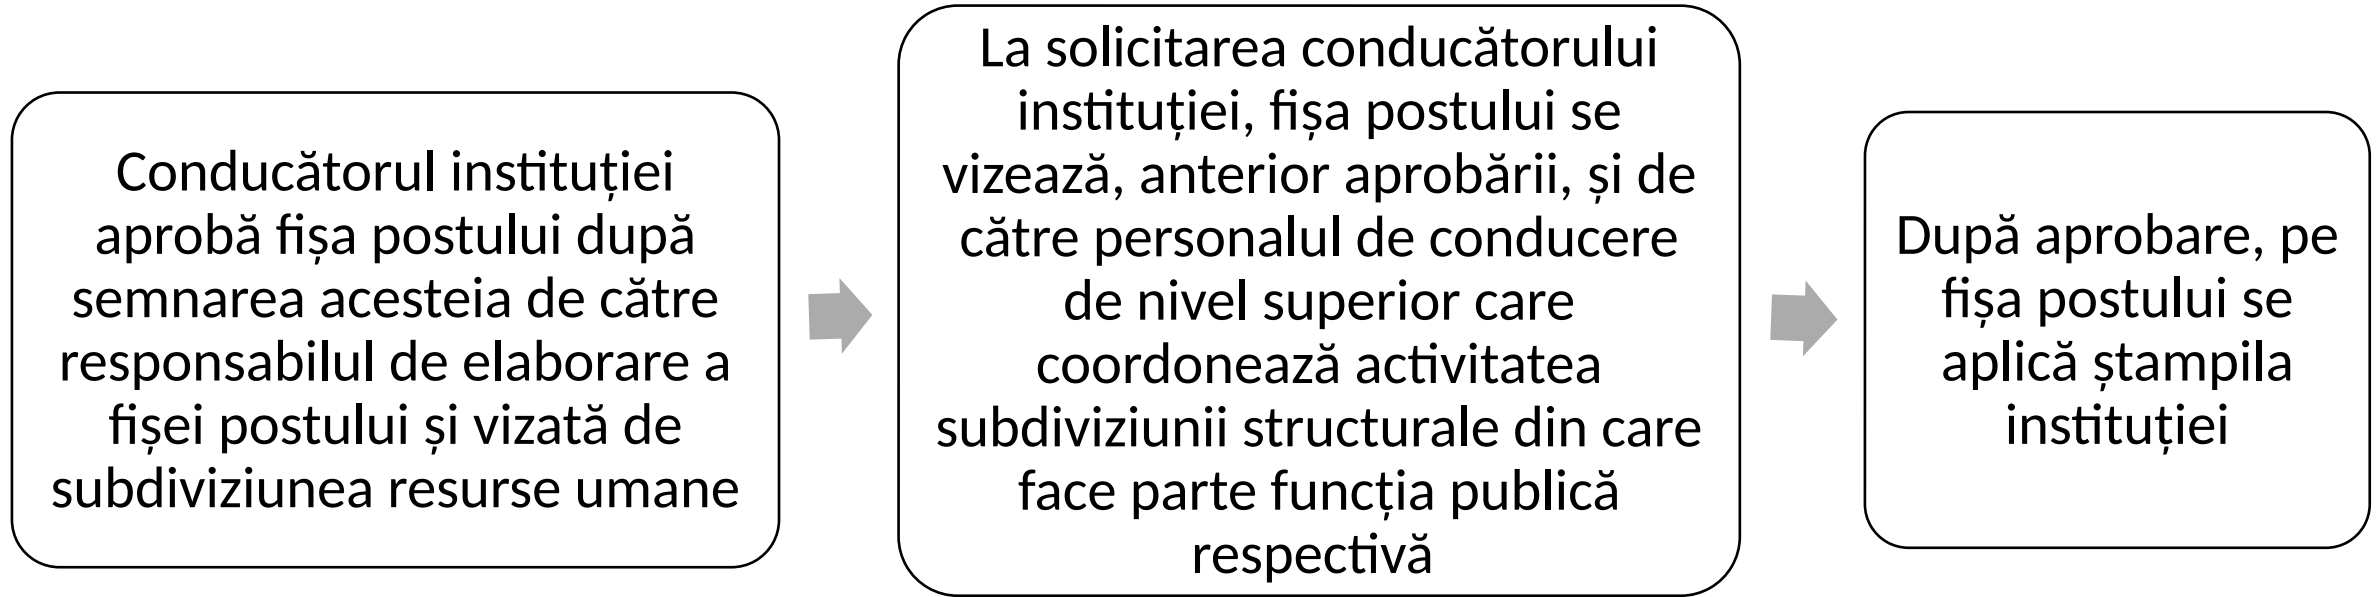 Conducătorul instituției
aprobă fișa postului după
semnarea acesteia de către
responsabilul de elaborare a
fișei postului și vizată de
subdiviziunea resurse umane
La solicitarea conducătorului
instituției, fișa postului se
vizează, anterior aprobării, și de
către personalul de conducere
de nivel superior care
coordonează activitatea
subdiviziunii structurale din care
face parte funcția publică
respectivă
După aprobare, pe
fișa postului se
aplică ștampila
instituției